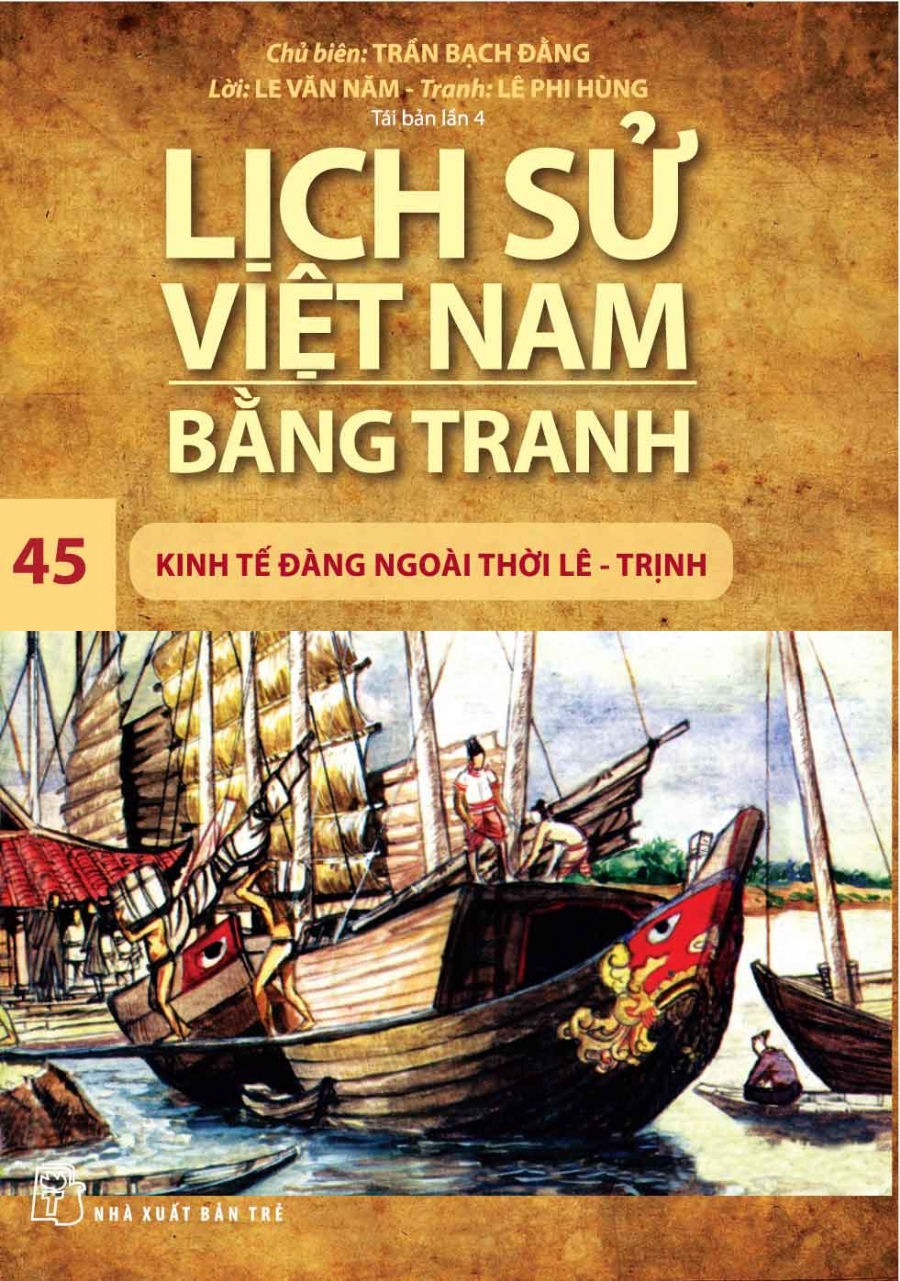 Chủ biên: TRẦN BẠCH ĐẰNG
Lời: LE VĂN NĂM - Tranh: LÊ PHI HÙNG
Tái bản lần 4
LỊCH SỬ
VIỆT NAM
BẰNG TRANH
45
KINH TẾ ĐÀNG NGOÀI THỜI LÊ - TRỊNH
NHÀ XUẤT BẢN TRẺ